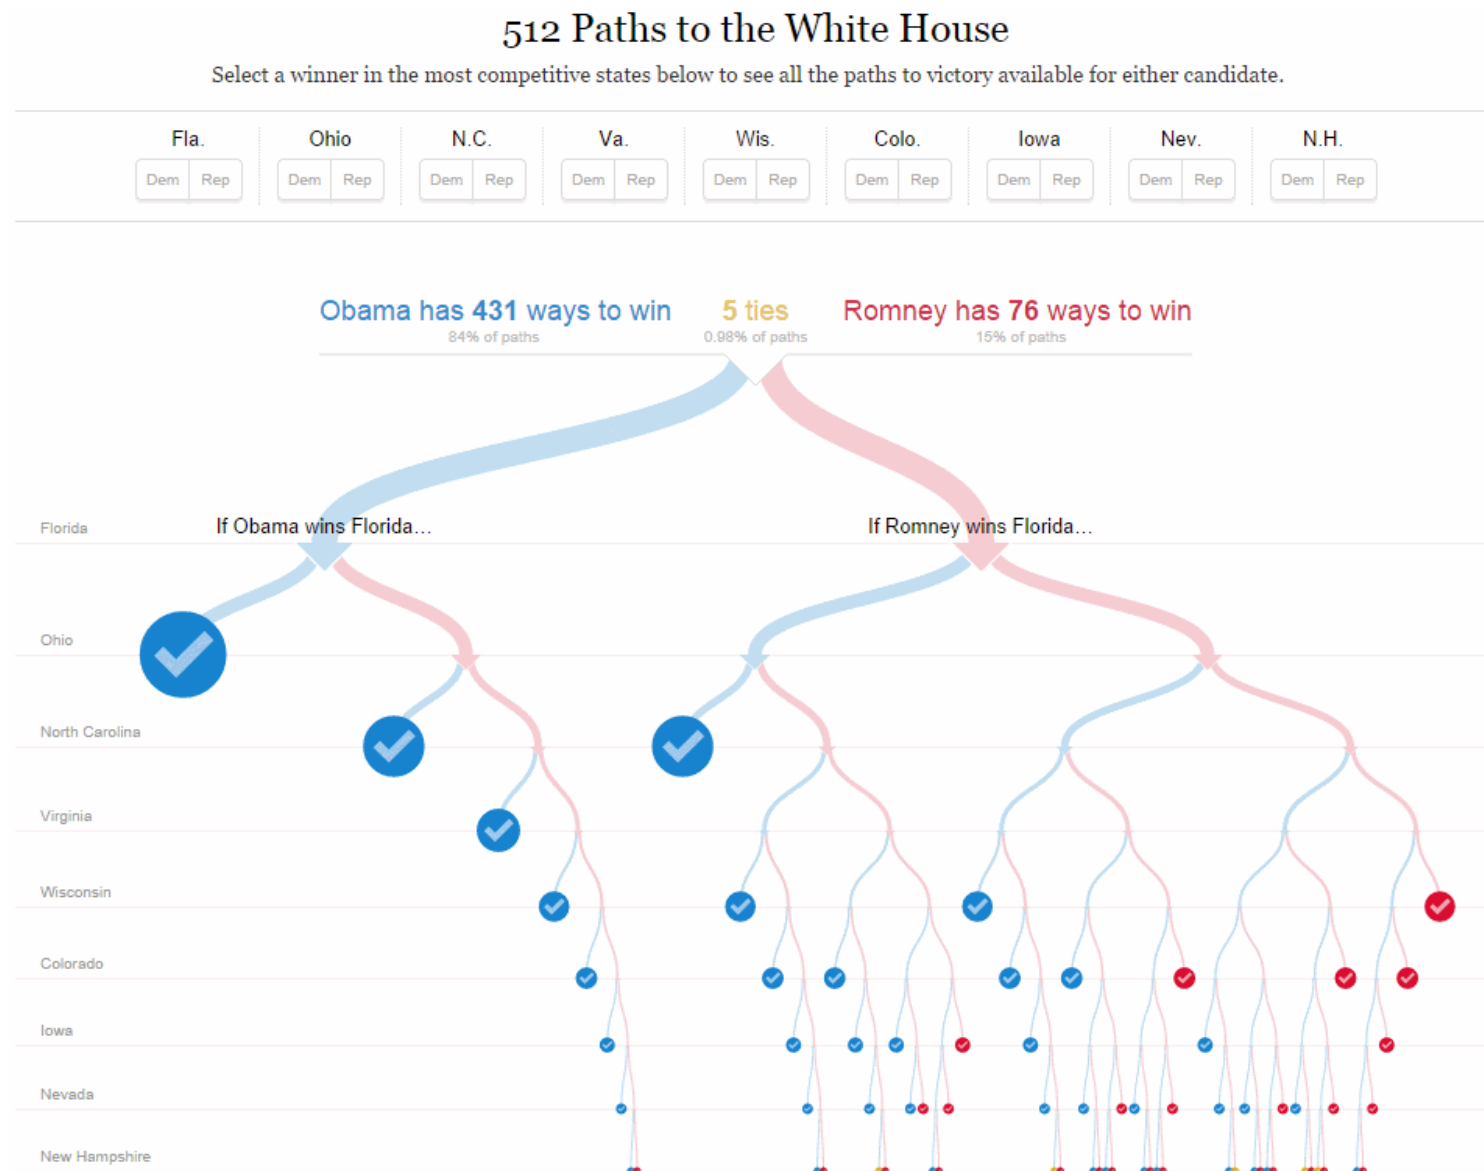 512 Paths to the White House
Select a winner in the most competitive states below to see all the paths to victory available for either candidate.
Fla. Ohio N.C. Va. Wis. Colo. Iowa Nev. N.H.
Dem Rep Dem Rep Dem Rep Dem Rep Dem Rep Dem Rep Dem Rep Dem Rep Dem Rep
Obama has 431 ways to win 5 ties Romney has 76 ways to win
84% of paths 0.98% of paths 15% of paths
Florida If Obama wins Florida... If Romney wins Florida...
Ohio
North Carolina
Virginia
Wisconsin
Colorado
Iowa
Nevada
New Hampshire